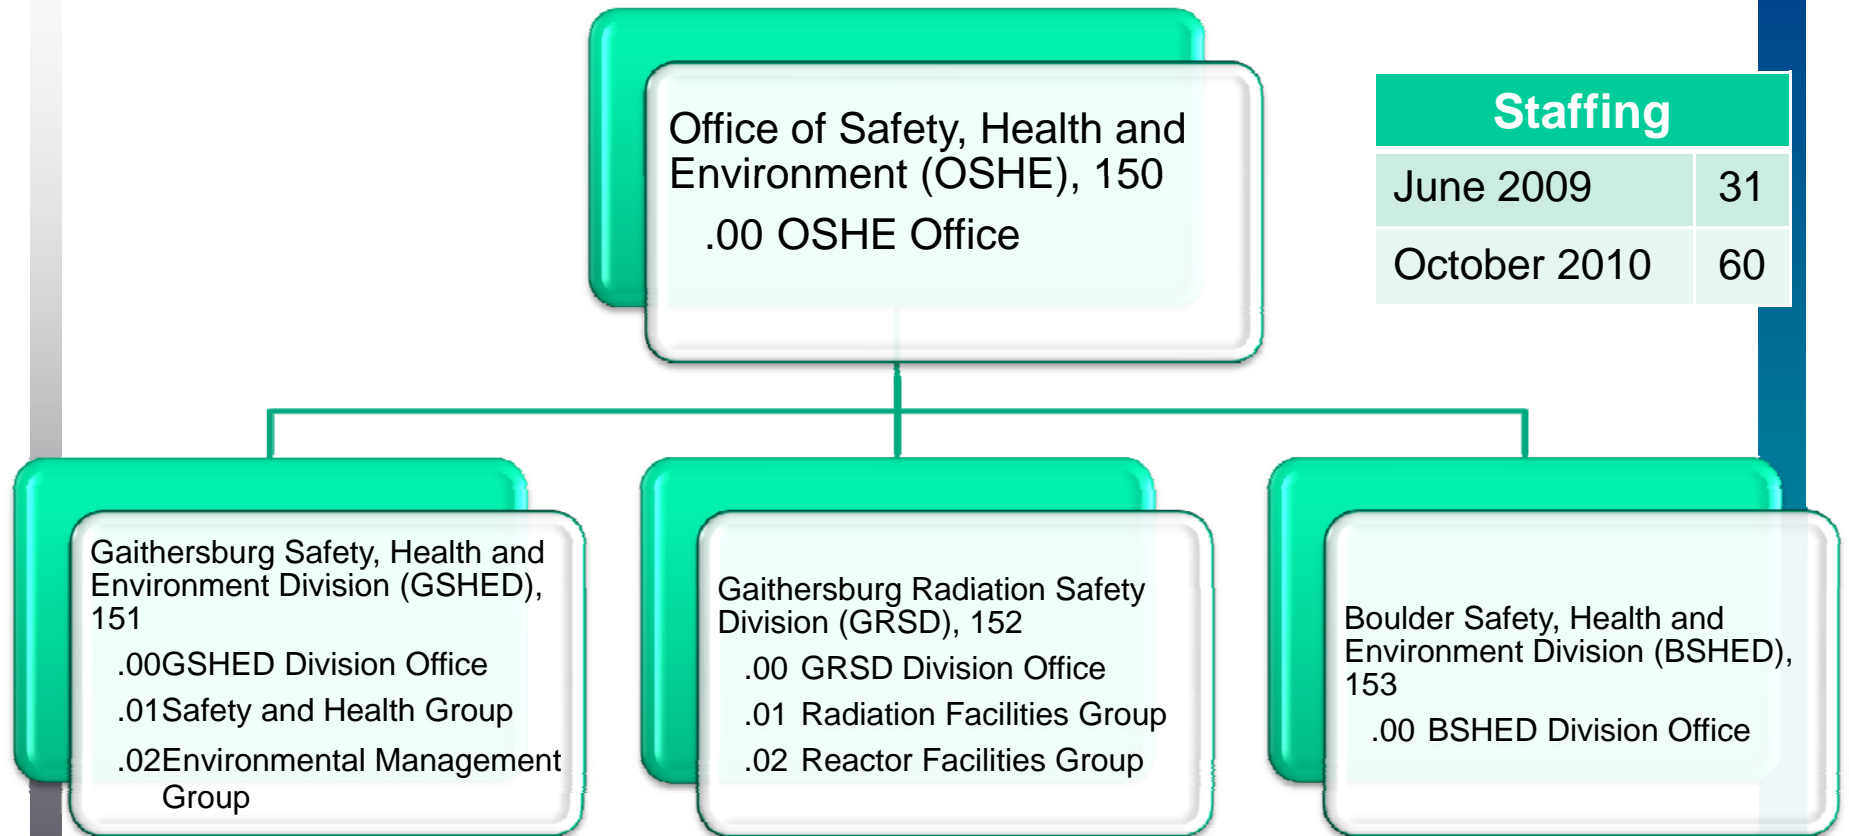 Office of Safety, Health and
Environment (OSHE), 150
.00 OSHE Office
Staffing
June 2009 31
October 2010 60
Gaithersburg Safety, Health and
Environment Division (GSHED),
151
.00GSHED Division Office
.01Safety and Health Group
.02Environmental Management
Group
Gaithersburg Radiation Safety
Division (GRSD), 152
.00 GRSD Division Office
.01 Radiation Facilities Group
.02 Reactor Facilities Group
Boulder Safety, Health and
Environment Division (BSHED),
153
.00 BSHED Division Office